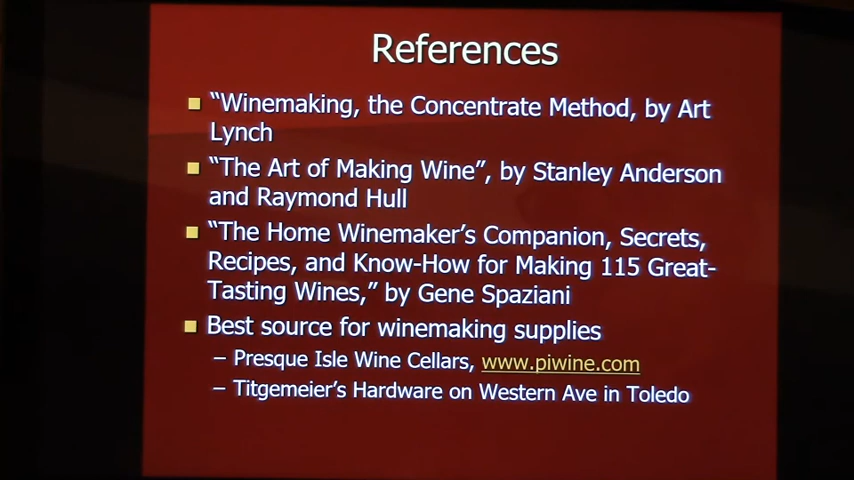 References
"Winemaking, the Concentrate Method, by Art
Lynch
"The Art of Making Wine", by Stanley Anderson
and Raymond Hull
"The Home Winemaker's Companion, Secrets,
Recipes, and Know-How for Making 115 Great-
Tasting Wines," by Gene Spaziani
Best source for winemaking supplies
– Presque Isle Wine Cellars, www.piwine.com
– Titgemeier's Hardware on Western Ave in Toledo